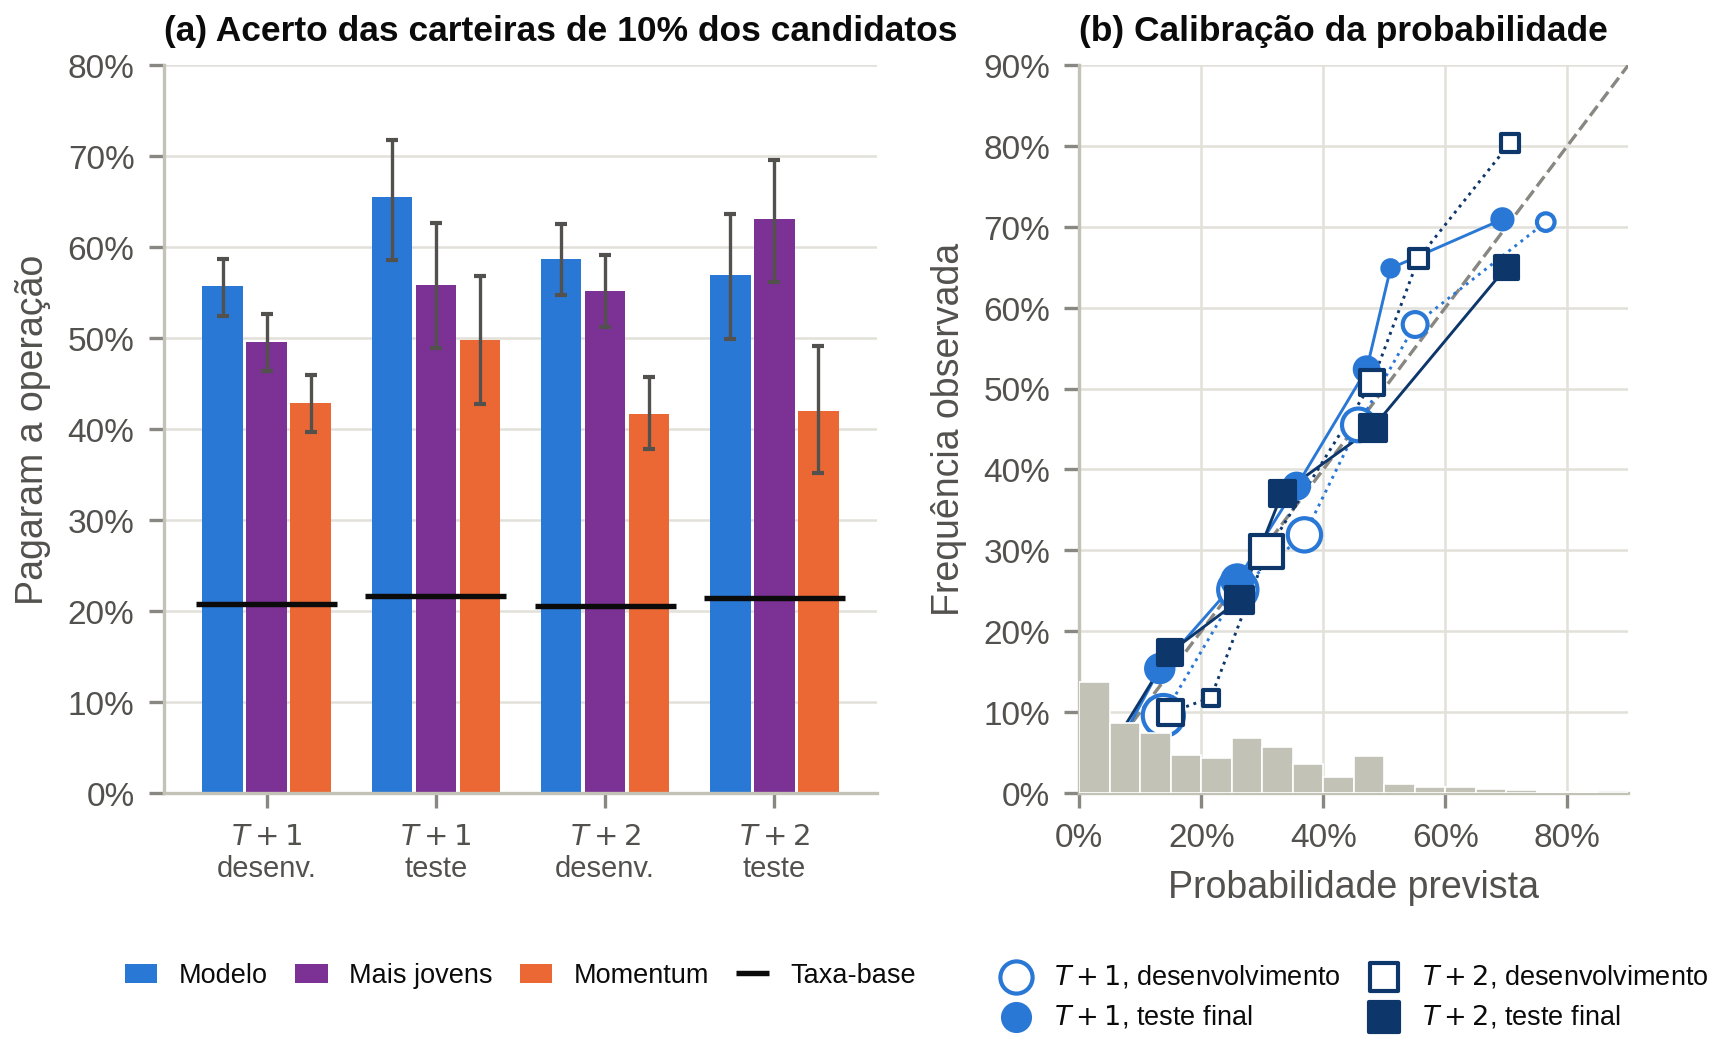 (a) Acerto das carteiras de 10% dos candidatos
80%
70%
60%
50%
40%
30%
20%
10%
0%
Pagaram a operação
T + 1
desenv.
T + 1
teste
T + 2
desenv.
T + 2
teste
Modelo
Mais jovens
Momentum
Taxa-base
(b) Calibração da probabilidade
90%
80%
70%
60%
50%
40%
30%
20%
10%
0%
Frequência observada
0%
20%
40%
60%
80%
Probabilidade prevista
T + 1, desenvolvimento
T + 1, teste final
T + 2, desenvolvimento
T + 2, teste final